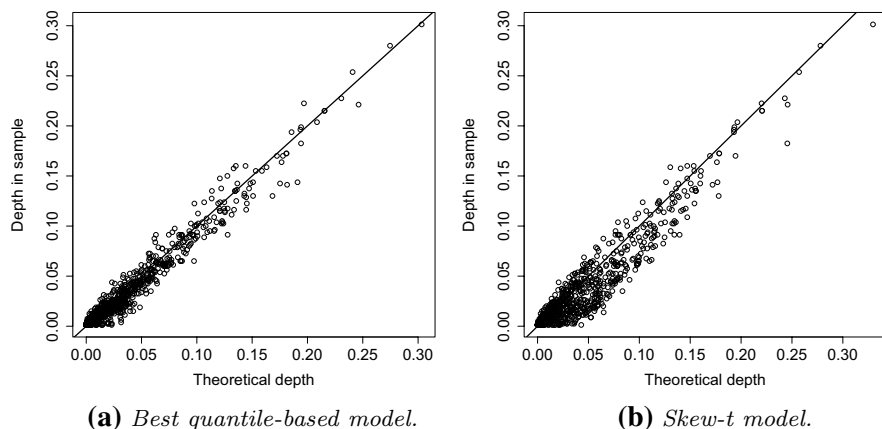 0.30
0.25
0.20
0.15
0.10
0.05
0.00
Depth in sample
0.00 0.05 0.10 0.15 0.20 0.25 0.30
Theoretical depth
(a) Best quantile-based model.
0.30
0.25
0.20
0.15
0.10
0.05
0.00
Depth in sample
0.00 0.05 0.10 0.15 0.20 0.25 0.30
Theoretical depth
(b) Skew-t model.